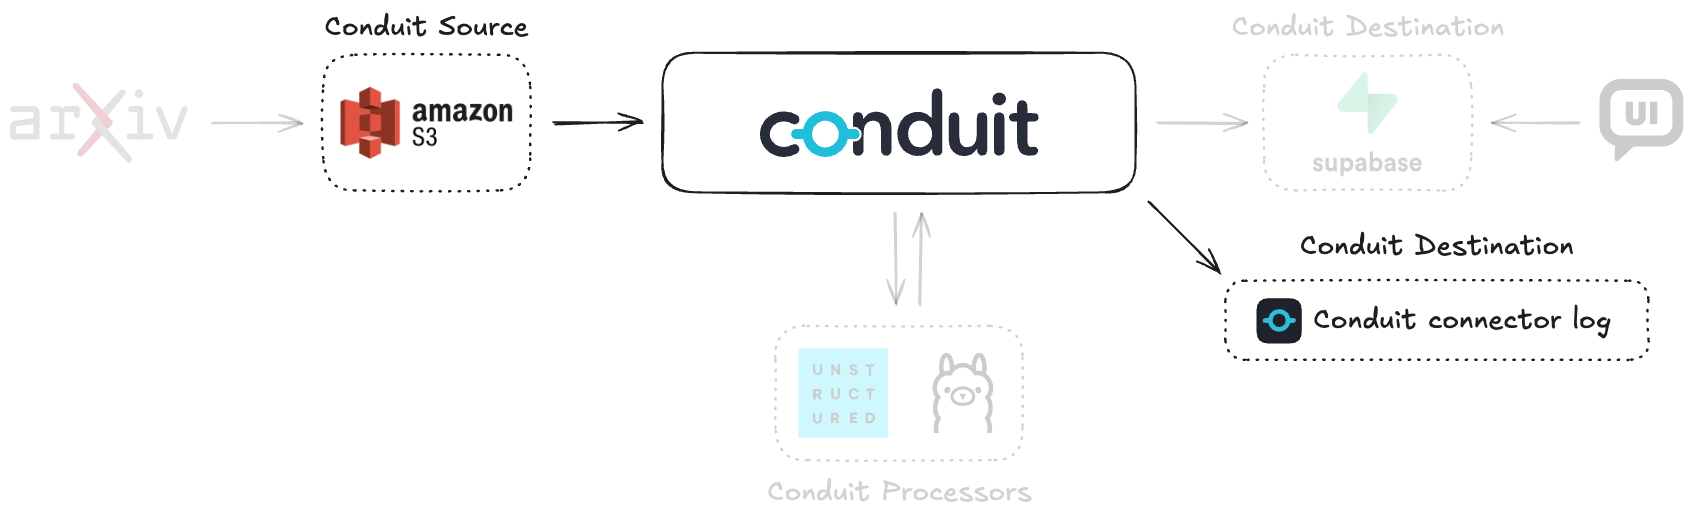 Conduit Source
Conduit Destination
arXiv
amazon
S3
conduit
supabase
UI
Conduit Destination
Conduit connector log
UNST
RUCT
URED
Conduit Processors